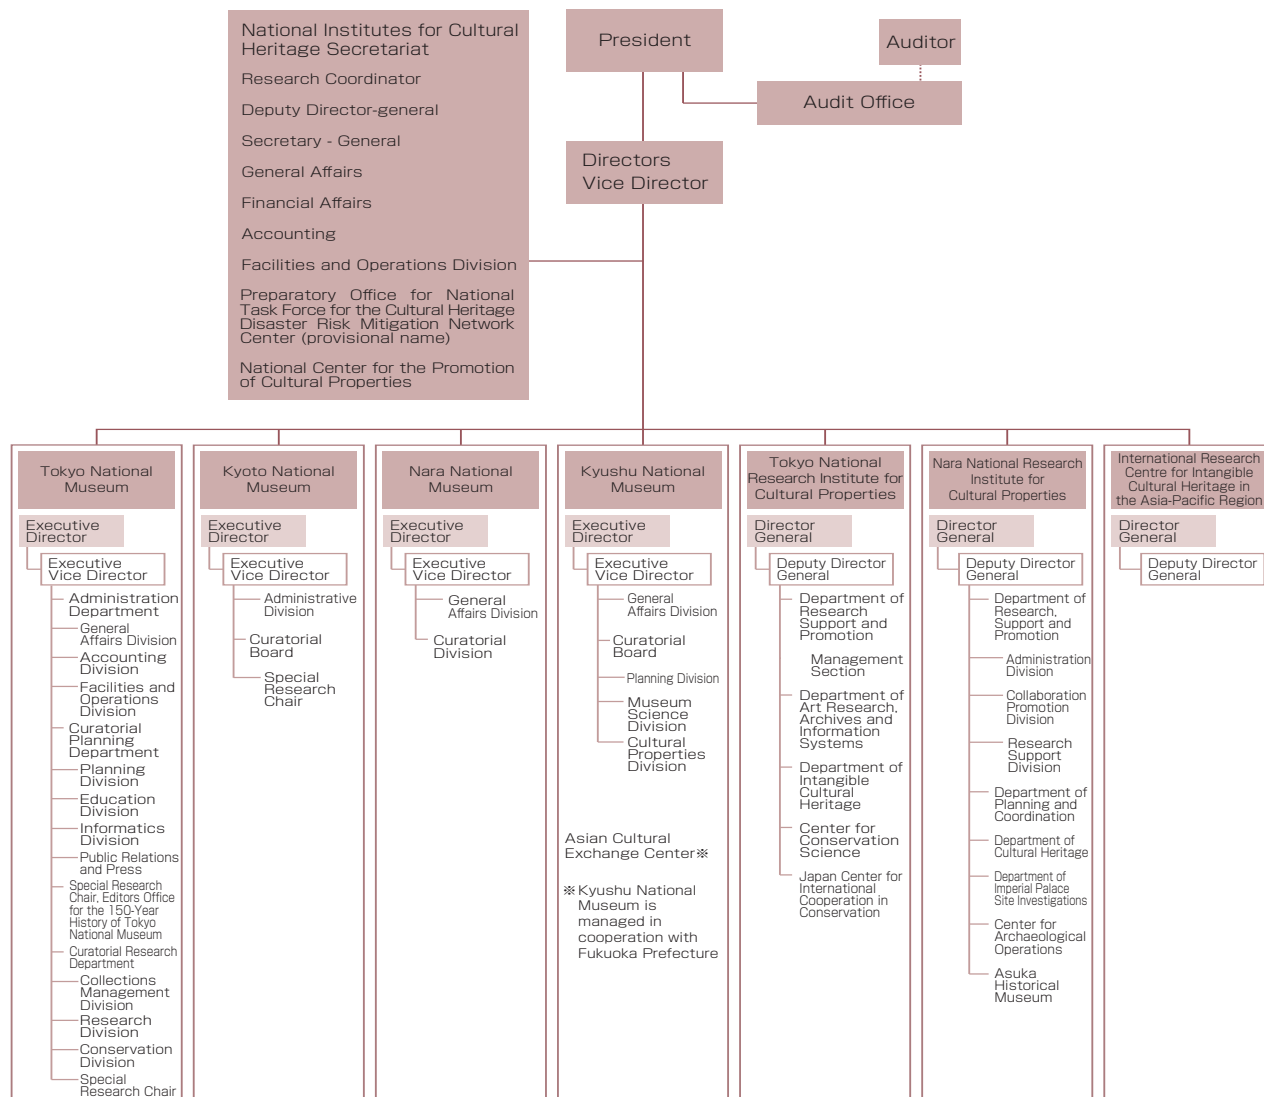 National Institutes for Cultural
Heritage Secretariat
Research Coordinator
Deputy Director-general
Secretary - General
General Affairs
Financial Affairs
Accounting
Facilities and Operations Division
Preparatory Office for National
Task Force for the Cultural Heritage
Disaster Risk Mitigation Network
Center (provisional name)
National Center for the Promotion
of Cultural Properties
President
Auditor
Audit Office
Directors
Vice Director
Tokyo National
Museum
Executive
Director
Executive
Vice Director
Administration
Department
General
Affairs Division
Accounting
Division
Facilities and
Operations
Division
Curatorial
Planning
Department
Planning
Division
Education
Division
Informatics
Division
Public Relations
and Press
Special Research
Chair, Editors Office
for the 150-Year
History of Tokyo
National Museum
Curatorial Research
Department
Collections
Management
Division
Research
Division
Conservation
Division
Special
Research Chair
Kyoto National
Museum
Executive
Director
Executive
Vice Director
Administrative
Division
Curatorial
Board
Special
Research
Chair
Nara National
Museum
Executive
Director
Executive
Vice Director
General
Affairs Division
Curatorial
Division
Kyushu National
Museum
Executive
Director
Executive
Vice Director
General
Affairs Division
Curatorial
Board
Planning Division
Museum
Science
Division
Cultural
Properties
Division
Asian Cultural
Exchange Center※
※Kyushu National
Museum is
managed in
cooperation with
Fukuoka Prefecture
Tokyo National
Research Institute for
Cultural Properties
Director
General
Deputy Director
General
Department of
Research
Support and
Promotion
Management
Section
Department of
Art Research,
Archives and
Information
Systems
Department of
Intangible
Cultural
Heritage
Center for
Conservation
Science
Japan Center for
International
Cooperation in
Conservation
Nara National Research
Institute for
Cultural Properties
Director
General
Deputy Director
General
Department of
Research,
Support and
Promotion
Administration
Division
Collaboration
Promotion
Division
Research
Support
Division
Department of
Planning and
Coordination
Department of
Cultural Heritage
Department of
Imperial Palace
Site Investigations
Center for
Archaeological
Operations
Asuka
Historical
Museum
International Research
Centre for Intangible
Cultural Heritage in
the Asia-Pacific Region
Director
General
Deputy Director
General